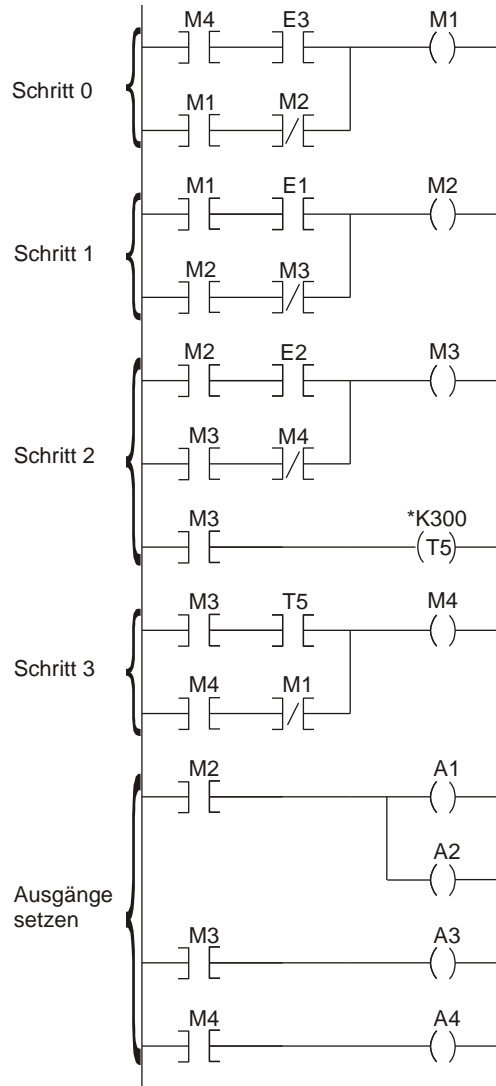 M4 E3 M1
Schritt 0
M1 M2
M1 E1 M2
Schritt 1
M2 M3
M2 E2 M3
Schritt 2
M3 M4
M3 *K300
T5
M3 T5 M4
Schritt 3
M4 M1
M2 A1
A2
Ausgänge
setzen
M3 A3
M4 A4